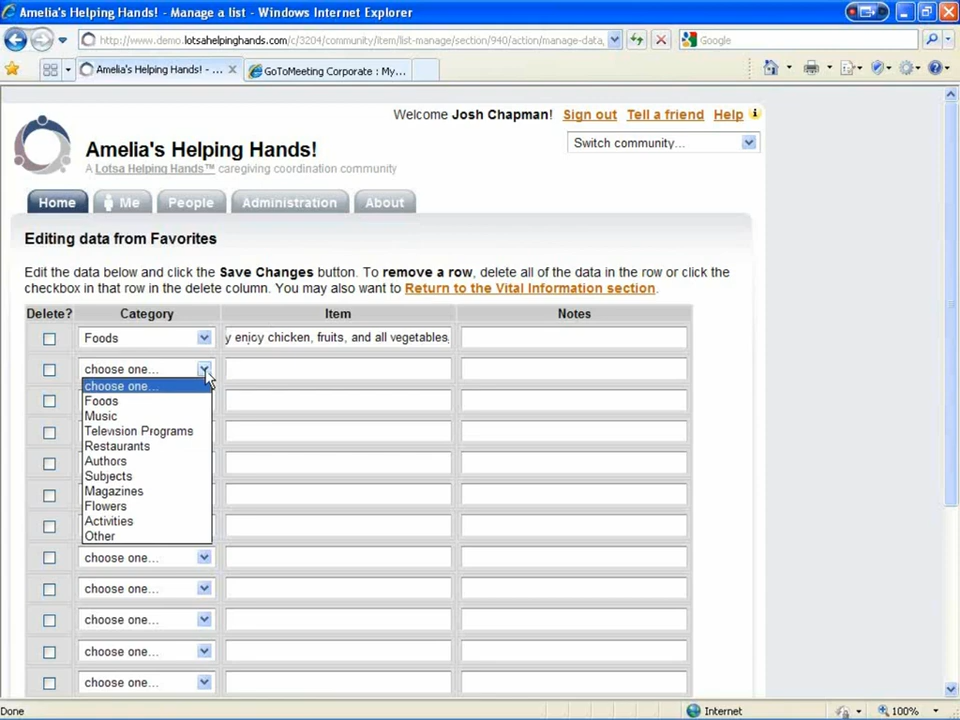 Amelia's Helping Hands! - Manage a list - Windows Internet Explorer
http://www.demo.lotsahelpinghands.com/c/3204/community/item/list-manage/section/940/action/manage-data,
Google
Amelia's Helping Hands! - ...
GoToMeeting Corporate : My...
Welcome Josh Chapman! Sign out Tell a friend Help
Switch community...
Amelia's Helping Hands!
A Lotsa Helping Hands™ caregiving coordination community
Home Me People Administration About
Editing data from Favorites
Edit the data below and click the Save Changes button. To remove a row, delete all of the data in the row or click the
checkbox in that row in the delete column. You may also want to Return to the Vital Information section.
Delete? Category Item Notes
Foods y enjoy chicken, fruits, and all vegetables,
choose one...
choose one...
Foods
Music
Television Programs
Restaurants
Authors
Subjects
Magazines
Flowers
Activities
Other
choose one...
choose one...
choose one...
choose one...
choose one...
Done Internet 100%